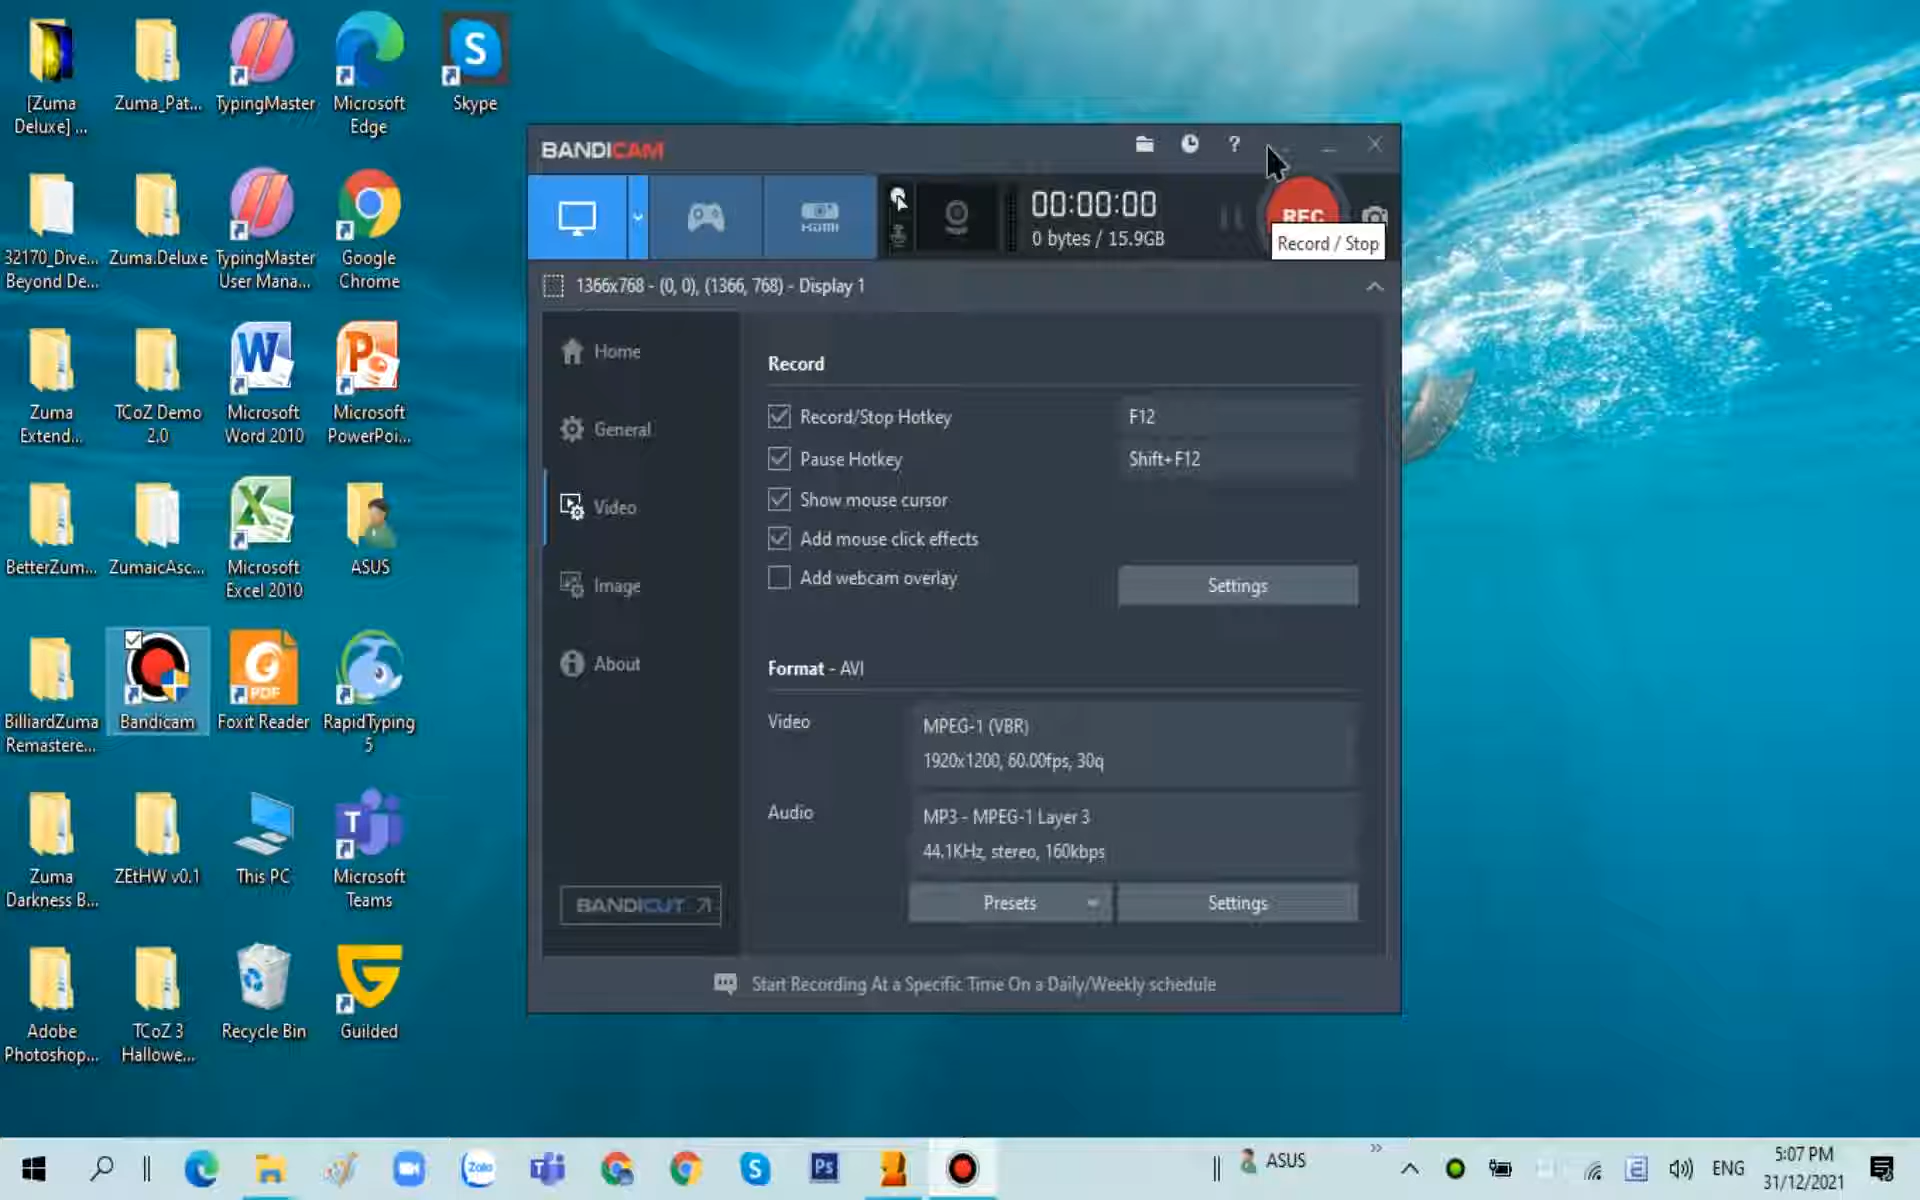 [Zuma
Deluxe] ...
Zuma_Pat...
TypingMaster
Microsoft
Edge
Skype
32170_Dive...
Beyond De...
Zuma.Deluxe
TypingMaster
User Mana...
Google
Chrome
Zuma
Extend...
TCoZ Demo
2.0
Microsoft
Word 2010
Microsoft
PowerPoi...
BetterZum...
ZumaicAsc...
Microsoft
Excel 2010
ASUS
BilliardZuma
Remastere...
Bandicam
PDF
Foxit Reader
RapidTyping
5
Zuma
Darkness B...
ZEtHW v0.1
This PC
Microsoft
Teams
Adobe
Photoshop...
TCoZ 3
Hallowe...
Recycle Bin
Guilded
BANDICAM
HDMI
00:00:00
0 bytes / 15.9GB
REC
Record / Stop
1366x768 - (0, 0), (1366, 768) - Display 1
Home
General
Video
Image
About
BANDICUT
Record
Record/Stop Hotkey
F12
Pause Hotkey
Shift+F12
Show mouse cursor
Add mouse click effects
Add webcam overlay
Settings
Format - AVI
Video
MPEG-1 (VBR)
1920x1200, 60.00fps, 30q
Audio
MP3 - MPEG-1 Layer 3
44.1KHz, stereo, 160kbps
Presets
Settings
Start Recording At a Specific Time On a Daily/Weekly schedule
Zalo
Ps
ASUS
ENG
5:07 PM
31/12/2021